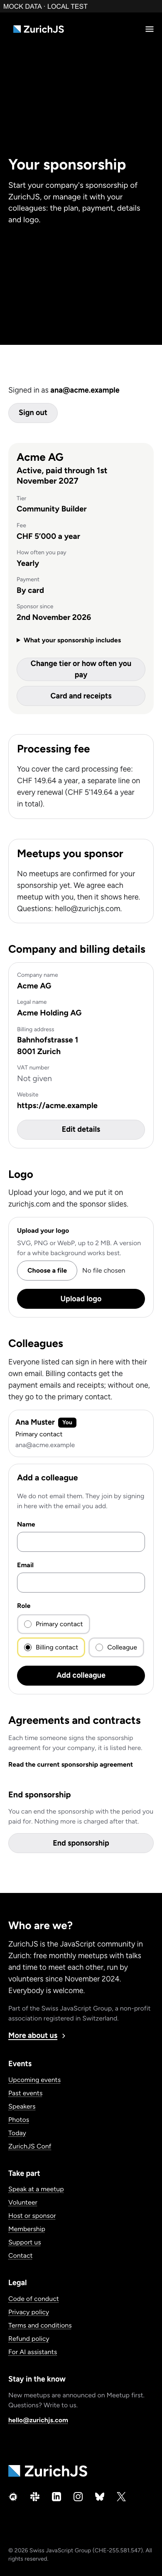 MOCK DATA · LOCAL TEST
ZurichJS
Your sponsorship
Start your company's sponsorship
of ZurichJS, or manage it with your
colleagues: the plan, payment, details
and logo.
Signed in as ana@acme.example
Sign out
Acme AG
Active, paid through 1st
November 2027
Tier
Community Builder
Fee
CHF 5'000 a year
How often you pay
Yearly
Payment
By card
Sponsor since
2nd November 2026
What your sponsorship includes
Change tier or how often you
pay
Card and receipts
Processing fee
You cover the card processing fee:
CHF 149.64 a year, a separate line on
every renewal (CHF 5'149.64 a year
in total).
Meetups you sponsor
No meetups are confirmed for your
sponsorship yet. We agree each
meetup with you, then it shows here.
Questions: hello@zurichjs.com.
Company and billing details
Company name
Acme AG
Legal name
Acme Holding AG
Billing address
Bahnhofstrasse 1
8001 Zurich
VAT number
Not given
Website
https://acme.example
Edit details
Logo
Upload your logo, and we put it on
zurichjs.com and the sponsor slides.
Upload your logo
SVG, PNG or WebP, up to 2 MB. A version
for a white background works best.
Choose a file
No file chosen
Upload logo
Colleagues
Everyone listed can sign in here with their
own email. Billing contacts get the
payment emails and receipts; without one,
they go to the primary contact.
Ana Muster You
Primary contact
ana@acme.example
Add a colleague
We do not email them. They join by signing
in here with the email you add.
Name
Email
Role
Primary contact
Billing contact
Colleague
Add colleague
Agreements and contracts
Each time someone signs the sponsorship
agreement for your company, it is listed here.
Read the current sponsorship agreement
End sponsorship
You can end the sponsorship with the period you
paid for. Nothing more is charged after that.
End sponsorship
Who are we?
ZurichJS is the JavaScript community in
Zurich: free monthly meetups with talks
and time to meet each other, run by
volunteers since November 2024.
Everybody is welcome.
Part of the Swiss JavaScript Group, a non-profit
association registered in Switzerland.
More about us
Events
Upcoming events
Past events
Speakers
Photos
Today
ZurichJS Conf
Take part
Speak at a meetup
Volunteer
Host or sponsor
Membership
Support us
Contact
Legal
Code of conduct
Privacy policy
Terms and conditions
Refund policy
For AI assistants
Stay in the know
New meetups are announced on Meetup first.
Questions? Write to us.
hello@zurichjs.com
ZurichJS
© 2026 Swiss JavaScript Group (CHE-255.581.547). All
rights reserved.